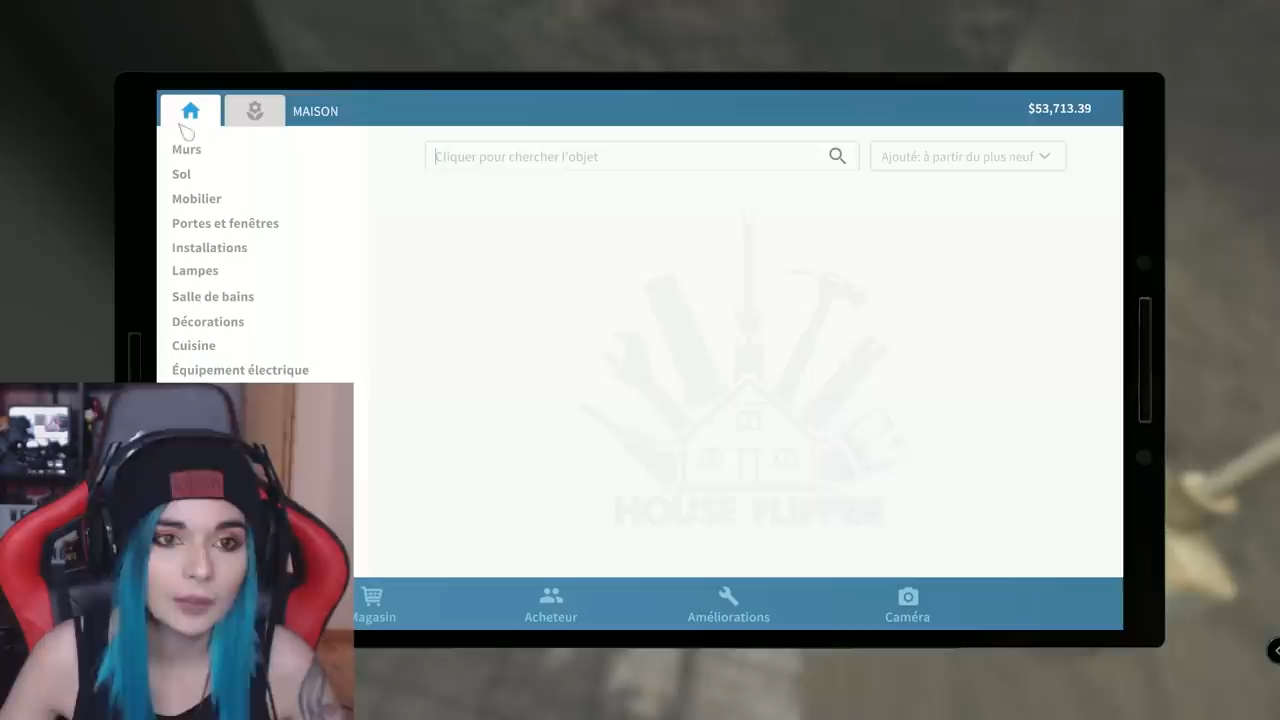 MAISON
$53,713.39
Cliquer pour chercher l'objet
Ajouté: à partir du plus neuf
Murs
Sol
Mobilier
Portes et fenêtres
Installations
Lampes
Salle de bains
Décorations
Cuisine
Équipement électrique
HOUSE FLIPPER
Magasin
Acheteur
Améliorations
Caméra